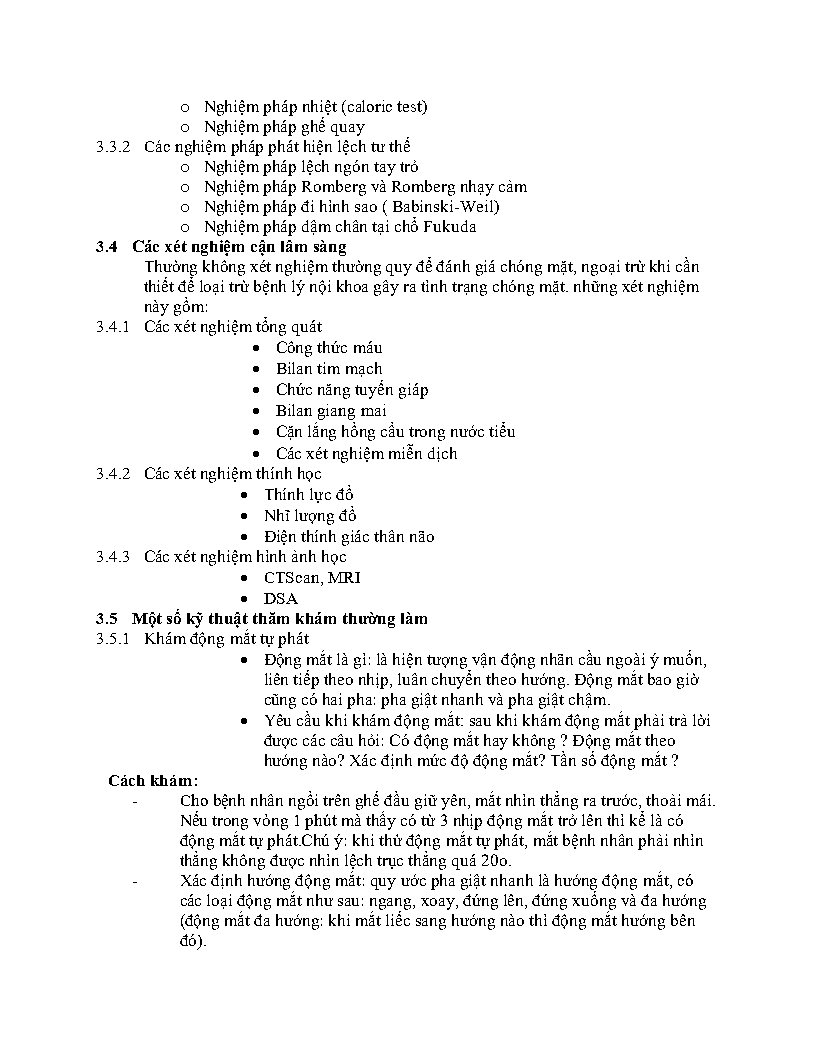 o Nghiệm pháp nhiệt (caloric test)
o Nghiệm pháp ghế quay
3.3.2 Các nghiệm pháp phát hiện lệch tư thế
o Nghiệm pháp lệch ngón tay trỏ
o Nghiệm pháp Romberg và Romberg nhạy cảm
o Nghiệm pháp đi hình sao ( Babinski-Weil)
o Nghiệm pháp dậm chân tại chổ Fukuda
3.4 Các xét nghiệm cận lâm sàng
Thường không xét nghiệm thường quy để đánh giá chóng mặt, ngoại trừ khi cần
thiết để loại trừ bệnh lý nội khoa gây ra tình trạng chóng mặt. những xét nghiệm
này gồm:
3.4.1 Các xét nghiệm tổng quát
• Công thức máu
• Bilan tim mạch
• Chức năng tuyến giáp
• Bilan giang mai
• Cặn lắng hồng cầu trong nước tiểu
• Các xét nghiệm miễn dịch
3.4.2 Các xét nghiệm thính học
• Thính lực đồ
• Nhĩ lượng đồ
• Điện thính giác thân não
3.4.3 Các xét nghiệm hình ảnh học
• CTScan, MRI
• DSA
3.5 Một số kỹ thuật thăm khám thường làm
3.5.1 Khám động mắt tự phát
• Động mắt là gì: là hiện tượng vận động nhãn cầu ngoài ý muốn,
liên tiếp theo nhịp, luân chuyển theo hướng. Động mắt bao giờ
cũng có hai pha: pha giật nhanh và pha giật chậm.
• Yêu cầu khi khám động mắt: sau khi khám động mắt phải trả lời
được các câu hỏi: Có động mắt hay không ? Động mắt theo
hướng nào? Xác định mức độ động mắt? Tần số động mắt ?
Cách khám:
- Cho bệnh nhân ngồi trên ghế đầu giữ yên, mắt nhìn thẳng ra trước, thoải mái.
Nếu trong vòng 1 phút mà thấy có từ 3 nhịp động mắt trở lên thì kể là có
động mắt tự phát.Chú ý: khi thử động mắt tự phát, mắt bệnh nhân phải nhìn
thẳng không được nhìn lệch trục thẳng quá 20o.
- Xác định hướng động mắt: quy ước pha giật nhanh là hướng động mắt, có
các loại động mắt như sau: ngang, xoay, đứng lên, đứng xuống và đa hướng
(động mắt đa hướng: khi mắt liếc sang hướng nào thì động mắt hướng bên
đó).